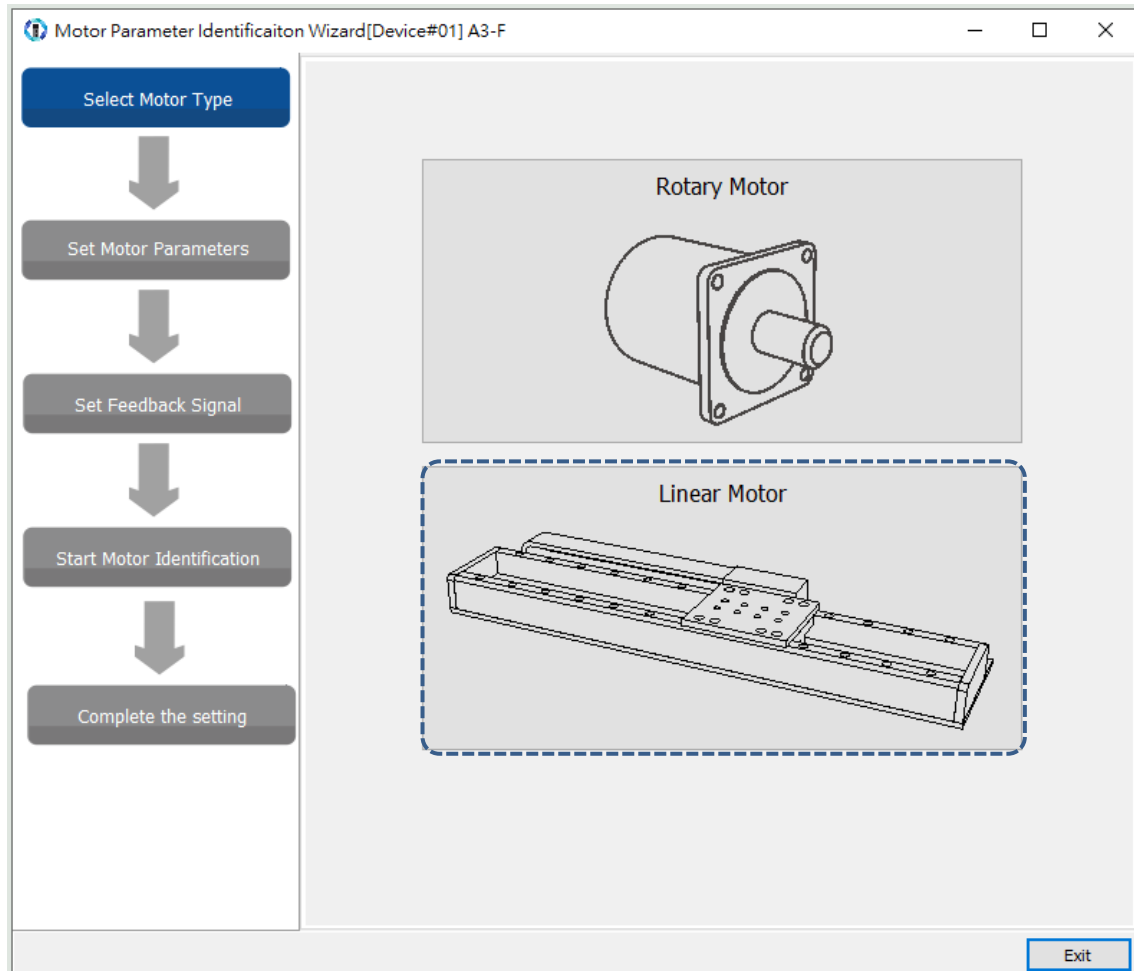 Motor Parameter Identificaiton Wizard[Device#01] A3-F
Select Motor Type
Set Motor Parameters
Set Feedback Signal
Start Motor Identification
Complete the setting
Rotary Motor
Linear Motor
Exit